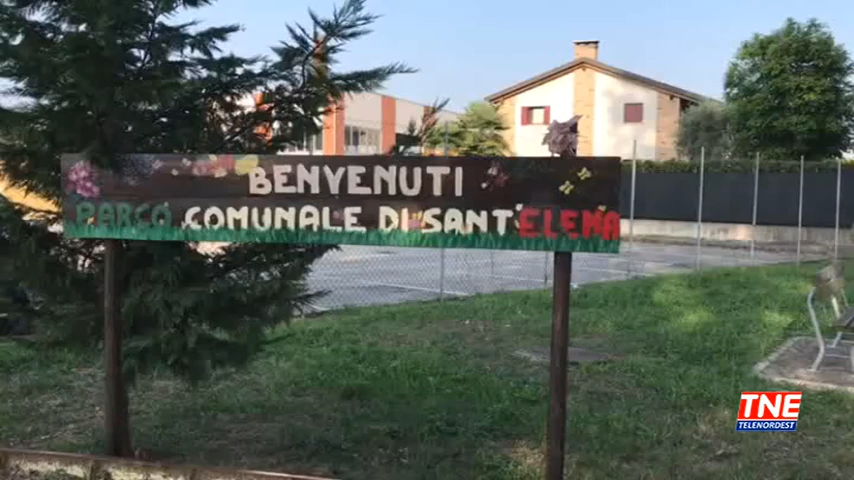 BENVENUTI
PARCO COMUNALE DI SANT'ELENA
TNE
TELENORDEST